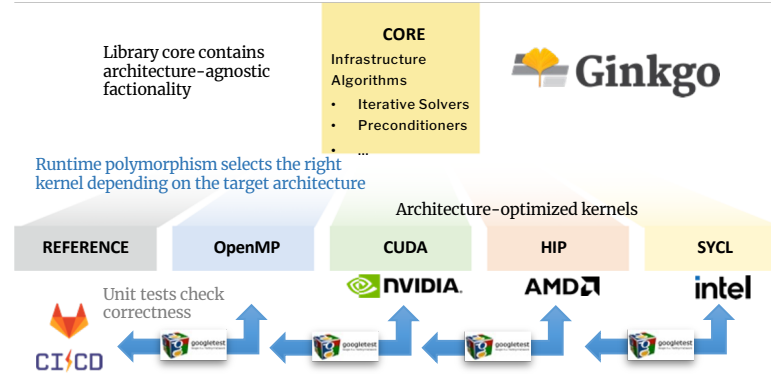 CORE
Library core contains
architecture-agnostic
factionality
Infrastructure
Algorithms
• Iterative Solvers
• Preconditioners
• ...
Ginkgo
Runtime polymorphism selects the right
kernel depending on the target architecture
Architecture-optimized kernels
REFERENCE
OpenMP
CUDA
HIP
SYCL
NVIDIA.
AMD
intel
Unit tests check
correctness
CI/CD
googletest
googletest
googletest
googletest